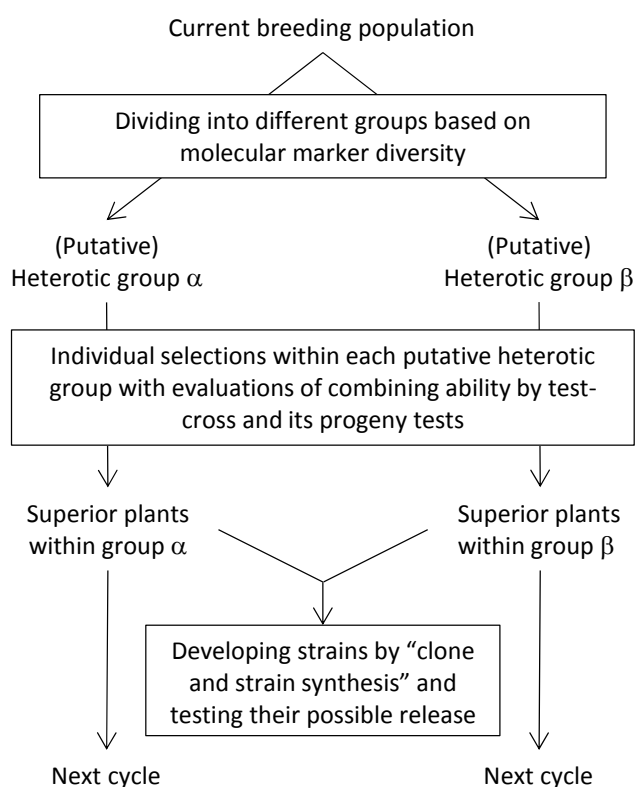 Current breeding population
Dividing into different groups based on
molecular marker diversity
(Putative)
Heterotic group α
(Putative)
Heterotic group β
Individual selections within each putative heterotic
group with evaluations of combining ability by test-
cross and its progeny tests
Superior plants
within group α
Superior plants
within group β
Developing strains by “clone
and strain synthesis” and
testing their possible release
Next cycle
Next cycle